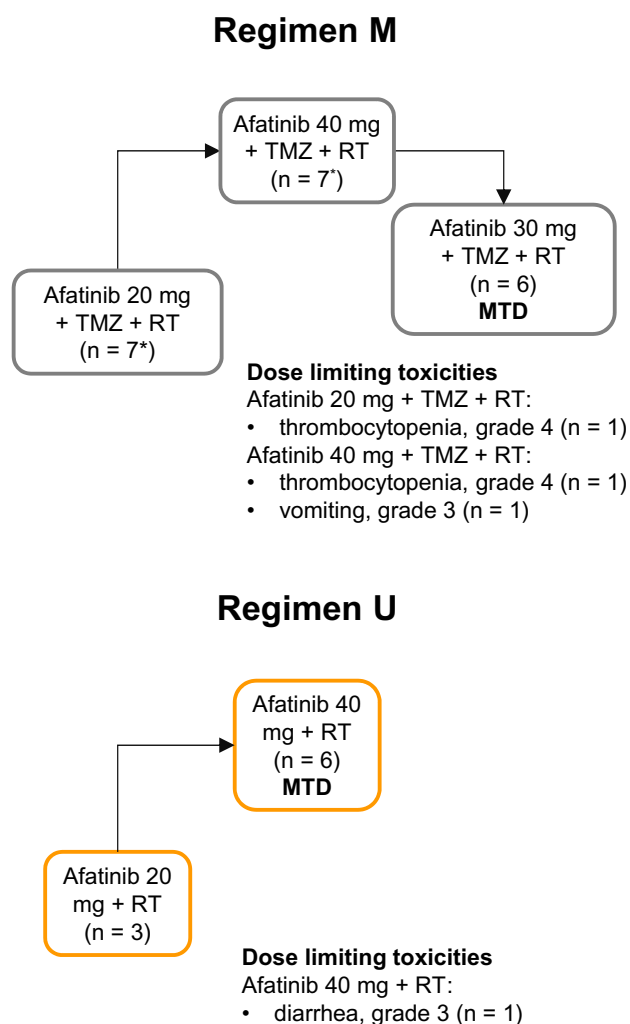 Regimen M
Afatinib 40 mg
+ TMZ + RT
(n = 7*)
Afatinib 30 mg
+ TMZ + RT
(n = 6)
MTD
Afatinib 20 mg
+ TMZ + RT
(n = 7*)
Dose limiting toxicities
Afatinib 20 mg + TMZ + RT:
• thrombocytopenia, grade 4 (n = 1)
Afatinib 40 mg + TMZ + RT:
• thrombocytopenia, grade 4 (n = 1)
• vomiting, grade 3 (n = 1)
Regimen U
Afatinib 40
mg + RT
(n = 6)
MTD
Afatinib 20
mg + RT
(n = 3)
Dose limiting toxicities
Afatinib 40 mg + RT:
• diarrhea, grade 3 (n = 1)